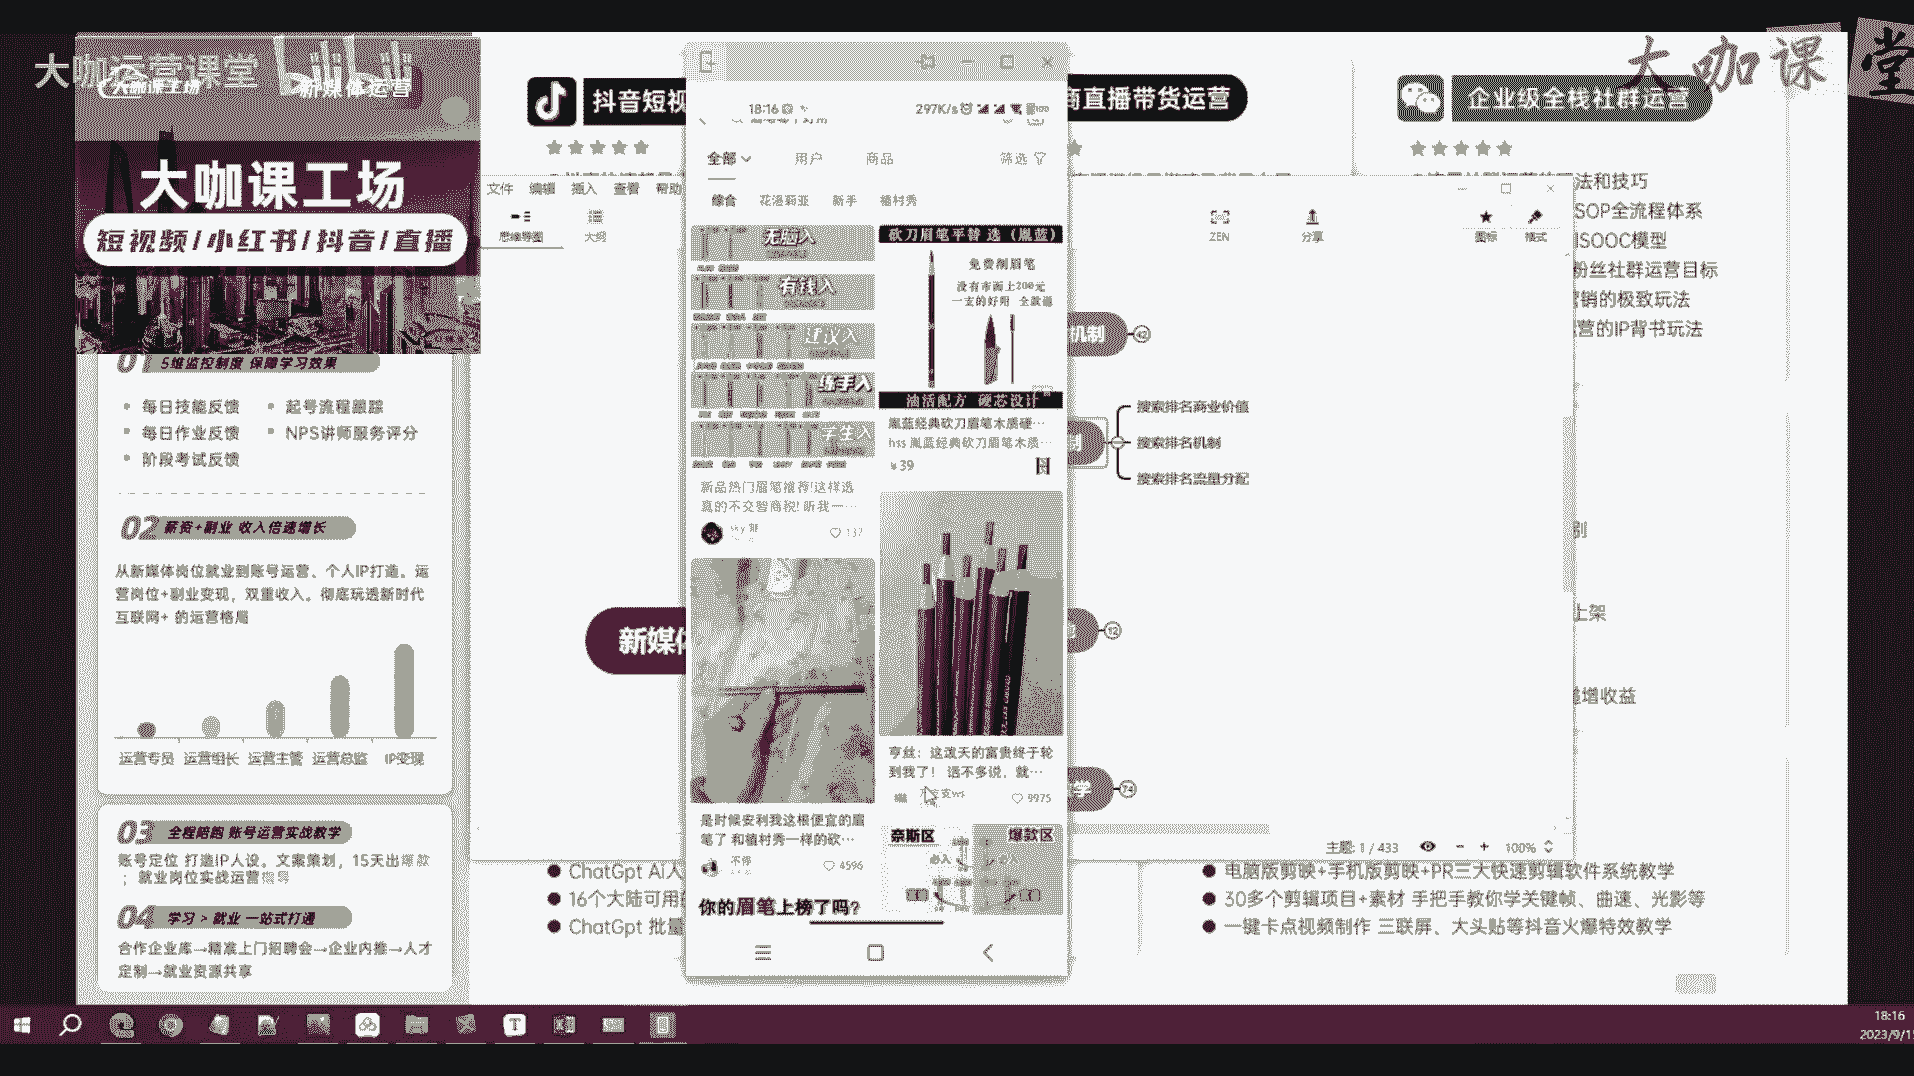 大咖运营课堂
大咖课工场
新媒体运营
大咖课工场
短视频/小红书/抖音/直播
01 5维监控制度 保障学习效果
每日技能反馈
起号流程跟踪
每日作业反馈
NPS讲师服务评分
阶段考试反馈
02 薪资+副业 收入倍速增长
从新媒体岗位就业到账号运营、个人IP打造。运
营岗位+副业变现，双重收入。彻底玩透新时代
互联网+ 的运营格局
运营专员 运营组长 运营主管 运营总监 IP变现
03 全程陪跑 账号运营实战教学
账号定位 打造IP人设。文案策划，15天出爆款
；就业岗位实战运营指导
04 学习 > 就业 一站式打通
合作企业库→精准上门招聘会→企业内推→人才
定制→就业资源共享
抖音短视
商直播带货运营
企业级全栈社群运营
大咖课堂
法和技巧
SOP全流程体系
ISOOC模型
粉丝社群运营目标
营销的极致玩法
营的IP背书玩法
文件 编辑 插入 查看 帮助
思维导图
大纲
ZEN
分享
图标
格式
机制
42
制
搜索排名商业价值
搜索排名机制
搜索排名流量分配
新媒体
12
学
74
别
上架
增收益
主题: 1 / 433
100%
18:16
297K/s
全部
用户
商品
筛选
综合
花洛莉亚
新手
植村秀
无脑入
有钱入
建议入
练手入
学生入
新品热门眉笔推荐!这样选
真的不交智商税! 听我一…
137
砍刀眉笔平替 选（胤蓝）
免费削眉笔
没有市面上200元
一支的好用 全款退
油活配方 硬芯设计
胤蓝经典砍刀眉笔木质硬…
hss 胤蓝经典砍刀眉笔木质…
¥39
亨丝：这泼天的富贵终于轮
到我了！ 话不多说，就…
9975
是时候安利我这根便宜的眉
笔了 和植村秀一样的砍…
4596
你的眉笔上榜了吗?
奈斯区
爆款区
必入
ChatGpt AI人
16个大陆可用
ChatGpt 批量
电脑版剪映+手机版剪映+PR三大快速剪辑软件系统教学
30多个剪辑项目+素材 手把手教你学关键帧、曲速、光影等
一键卡点视频制作 三联屏、大头贴等抖音火爆特效教学
18:16
2023/9/1